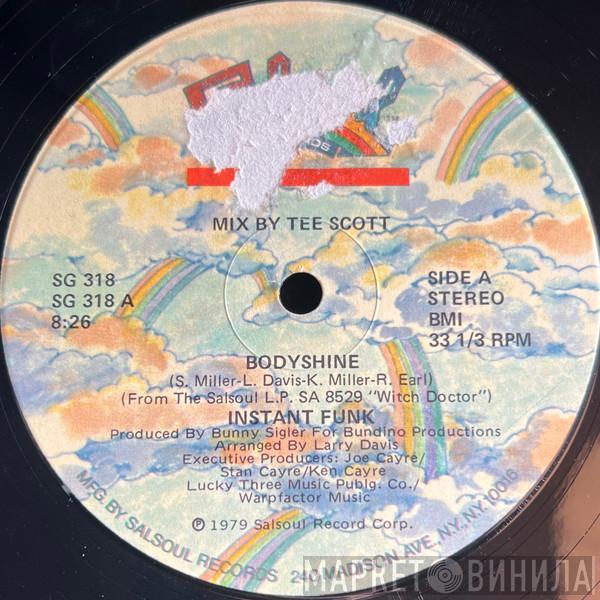 MIX BY TEE SCOTT
SG 318
SG 318 A
8:26
SIDE A
STEREO
BMI
33 1/3 RPM
BODYSHINE
(S. Miller-L. Davis-K. Miller-R. Earl)
(From The Salsoul L.P. SA 8529 "Witch Doctor")
INSTANT FUNK
Produced By Bunny Sigler For Bundino Productions
Arranged By Larry Davis
Executive Producers: Joe Cayre/
Stan Cayre/Ken Cayre
Lucky Three Music Publg. Co./
Warpfactor Music
℗ 1979 Salsoul Record Corp.
MFG. BY SALSOUL RECORDS 240 MADISON AVE., N.Y., N.Y. 10016
МАРКЕТ ВИНИЛА